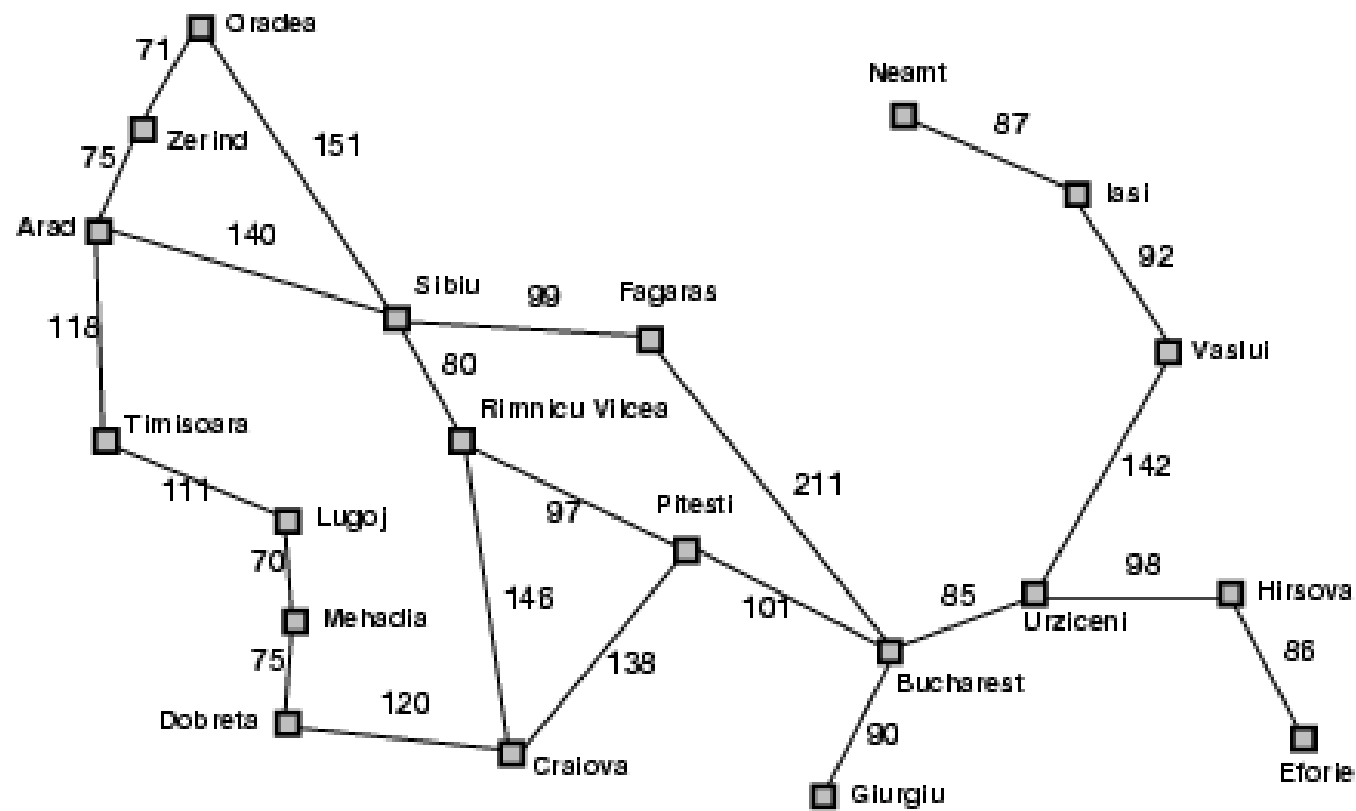 Oradea
71
Neamt
87
Zerind
75
151
Iasi
Arad
140
92
Sibiu
99
Fagaras
118
80
Vaslui
Timisoara
Rimnicu Vilcea
142
111
Lugoj
97
Pitesti
211
70
146
101
85
98
Hirsova
Mehadia
Urziceni
75
138
86
Bucharest
Dobreta
120
90
Craiova
Eforie
Giurgiu